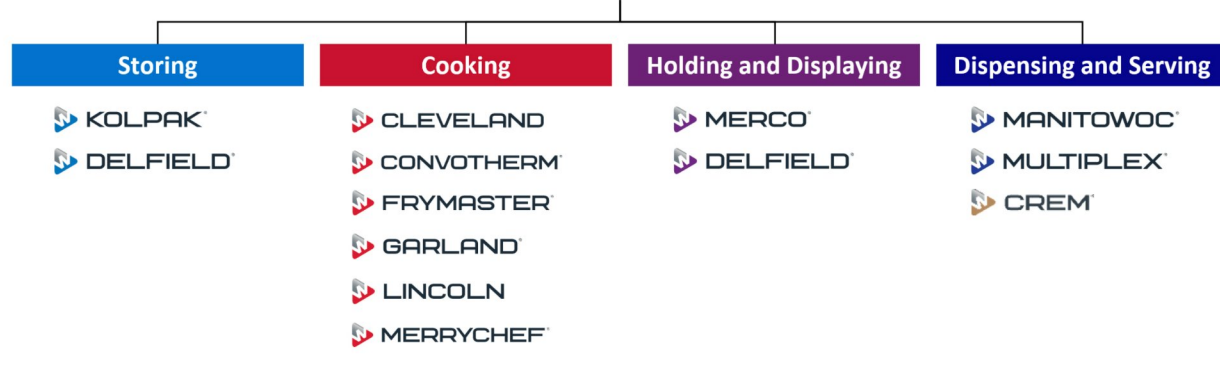 Storing
KOLPAK®
DELFIELD®
Cooking
CLEVELAND
CONVOTHERM®
FRYMASTER®
GARLAND®
LINCOLN
MERRYCHEF®
Holding and Displaying
MERCO®
DELFIELD®
Dispensing and Serving
MANITOWOC®
MULTIPLEX®
CREM®